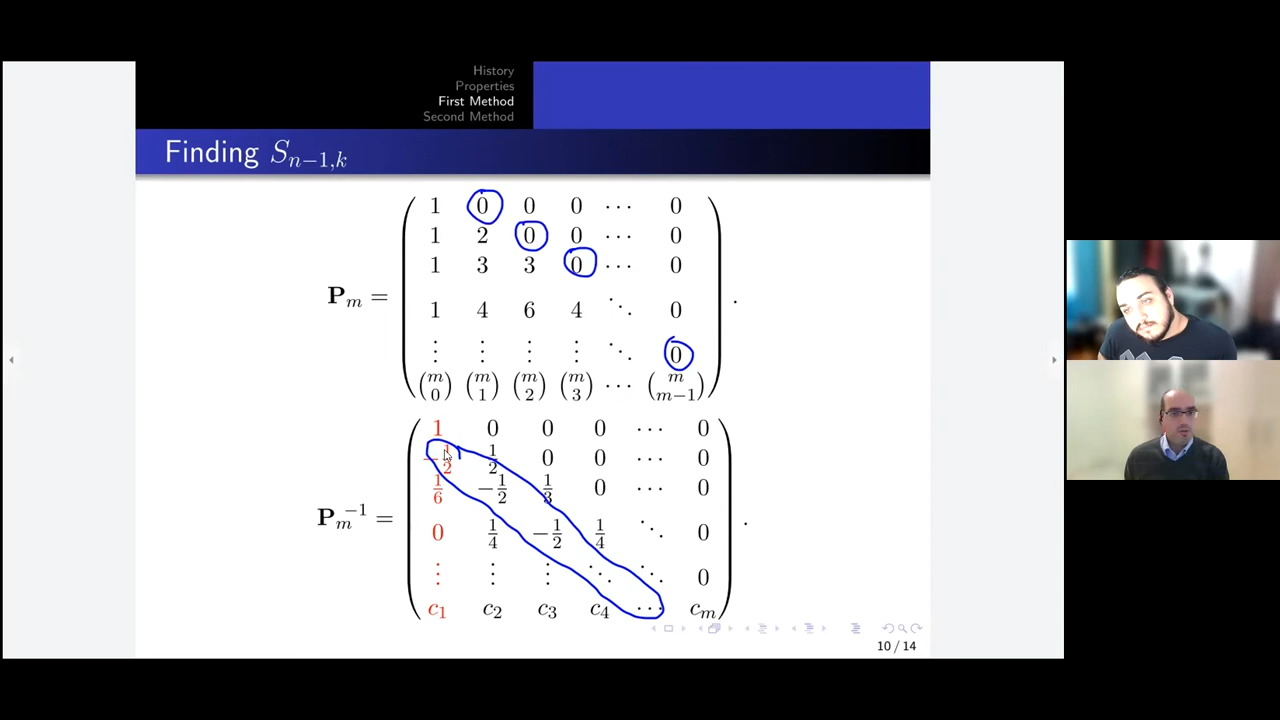 History
Properties
First Method
Second Method
Finding S_{n−1,k}
1 0 0 0 ⋯ 0
1 2 0 0 ⋯ 0
1 3 3 0 ⋯ 0
P_m = 1 4 6 4 ⋱ 0 .
⋮ ⋮ ⋮ ⋮ ⋱ 0
(m 0) (m 1) (m 2) (m 3) ⋯ (m m−1)
1 0 0 0 ⋯ 0
−1/2 1/2 0 0 ⋯ 0
1/6 −1/2 1/3 0 ⋯ 0
P_m^{−1} = 0 1/4 −1/2 1/4 ⋱ 0 .
⋮ ⋮ ⋮ ⋱ ⋱ 0
c_1 c_2 c_3 c_4 ⋯ c_m
10 / 14